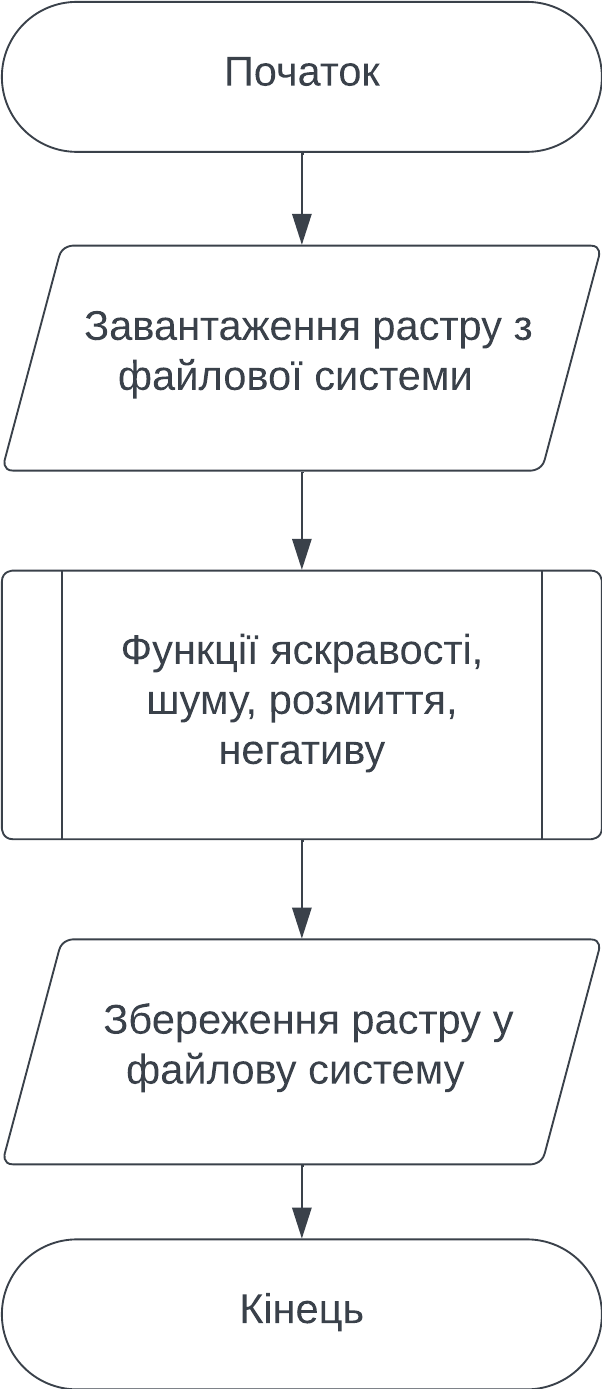 Початок
Завантаження растру з
файлової системи
Функції яскравості,
шуму, розмиття,
негативу
Збереження растру у
файлову систему
Кінець